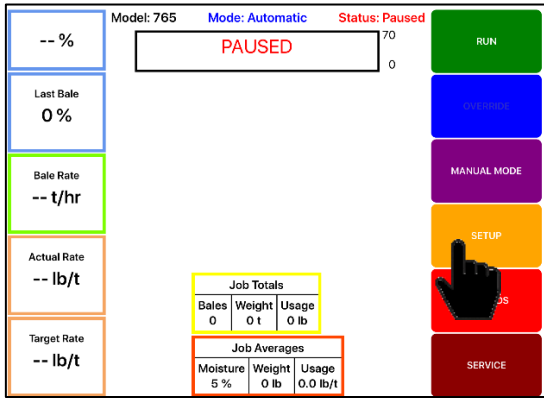 Model: 765 Mode: Automatic Status: Paused
-- %
PAUSED
70
0
RUN
Last Bale
0 %
OVERRIDE
Bale Rate
-- t/hr
MANUAL MODE
Actual Rate
-- lb/t
SETUP
Job Totals
Bales Weight Usage
0 0 t 0 lb
DS
Target Rate
-- lb/t
Job Averages
Moisture Weight Usage
5 % 0 lb 0.0 lb/t
SERVICE